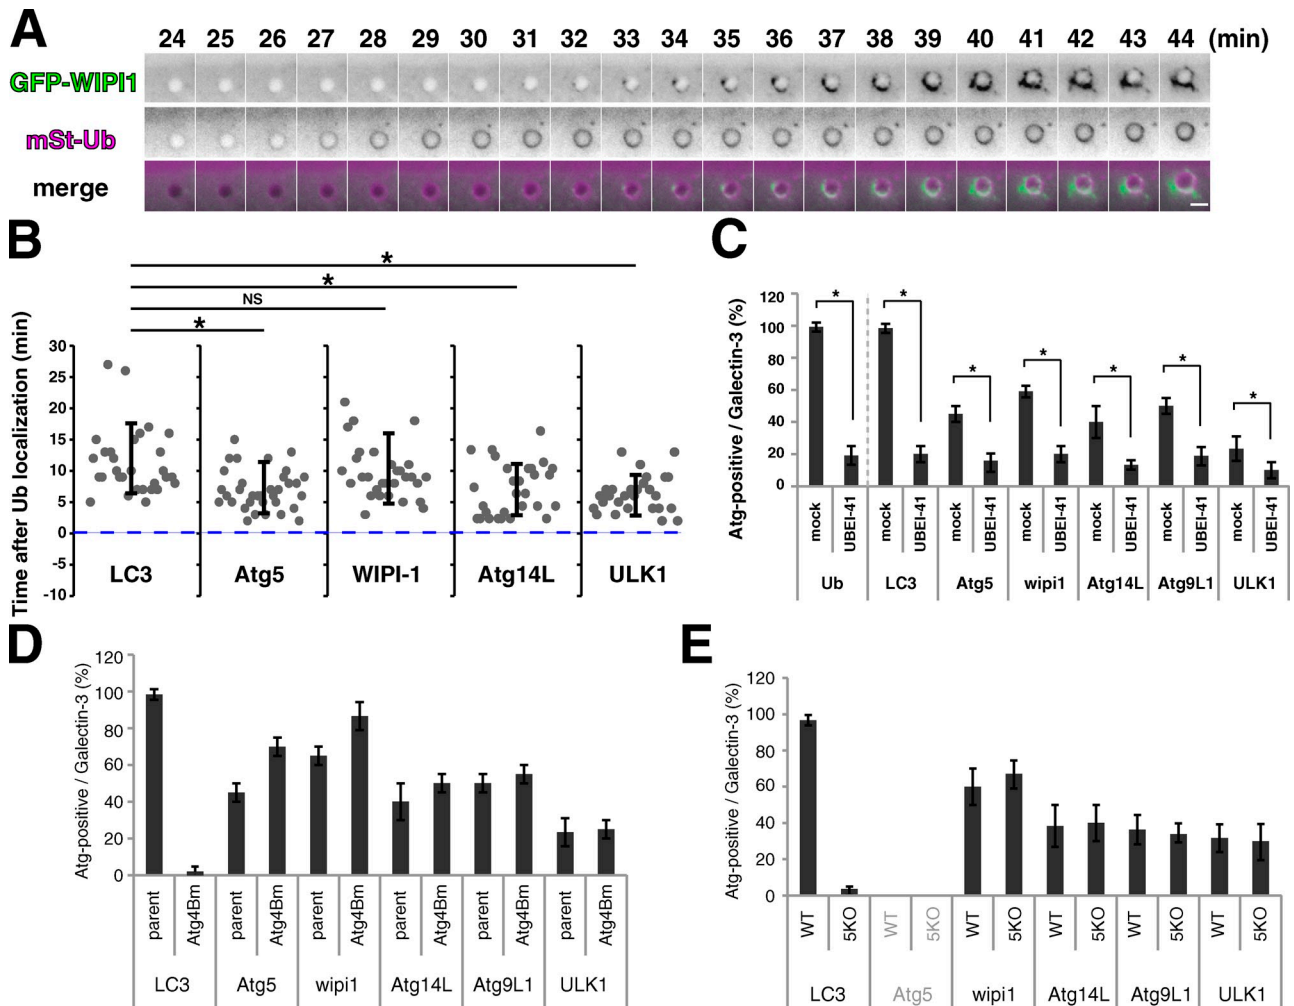 A
24 25 26 27 28 29 30 31 32 33 34 35 36 37 38 39 40 41 42 43 44 (min)
GFP-WIPI1
mSt-Ub
merge
B
*
*
NS
*
Time after Ub localization (min)
30
25
20
15
10
5
0
-5
-10
LC3 Atg5 WIPI-1 Atg14L ULK1
C
Atg-positive / Galectin-3 (%)
120
100
80
60
40
20
0
* * * * * * *
mock UBEI-41 mock UBEI-41 mock UBEI-41 mock UBEI-41 mock UBEI-41 mock UBEI-41 mock UBEI-41
Ub LC3 Atg5 wipi1 Atg14L Atg9L1 ULK1
D
Atg-positive / Galectin-3 (%)
120
100
80
60
40
20
0
parent Atg4Bm parent Atg4Bm parent Atg4Bm parent Atg4Bm parent Atg4Bm parent Atg4Bm
LC3 Atg5 wipi1 Atg14L Atg9L1 ULK1
E
Atg-positive / Galectin-3 (%)
120
100
80
60
40
20
0
WT 5KO WT 5KO WT 5KO WT 5KO WT 5KO WT 5KO
LC3 Atg5 wipi1 Atg14L Atg9L1 ULK1